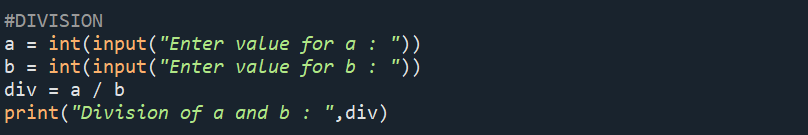 #DIVISION
a = int(input("Enter value for a : "))
b = int(input("Enter value for b : "))
div = a / b
print("Division of a and b : ",div)